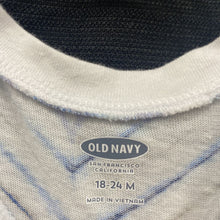 OLD NAVY
SAN FRANCISCO
CALIFORNIA
18-24 M
MADE IN VIETNAM